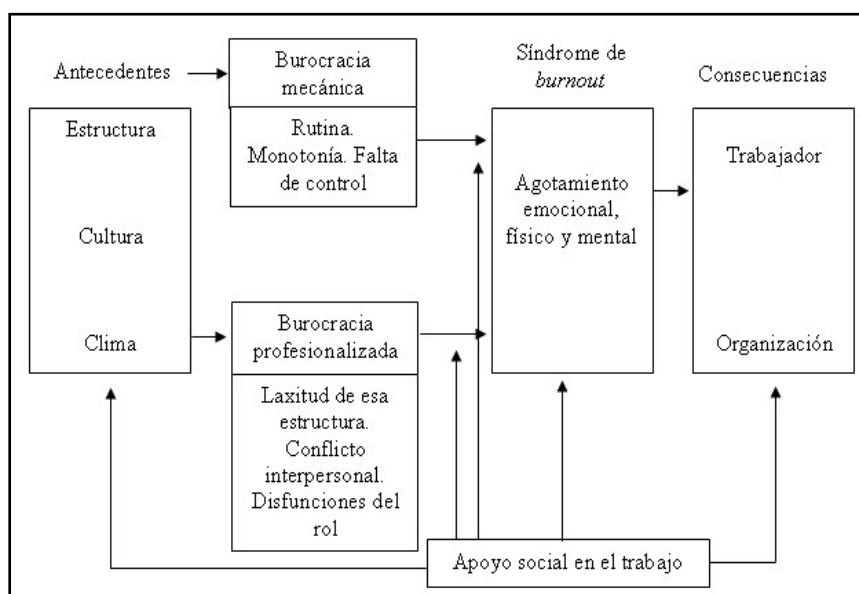 Antecedentes
Estructura
Cultura
Clima
Burocracia
mecánica
Rutina.
Monotonía. Falta
de control
Burocracia
profesionalizada
Laxitud de esa
estructura.
Conflicto
interpersonal.
Disfunciones del
rol
Síndrome de
burnout
Agotamiento
emocional,
físico y mental
Consecuencias
Trabajador
Organización
Apoyo social en el trabajo